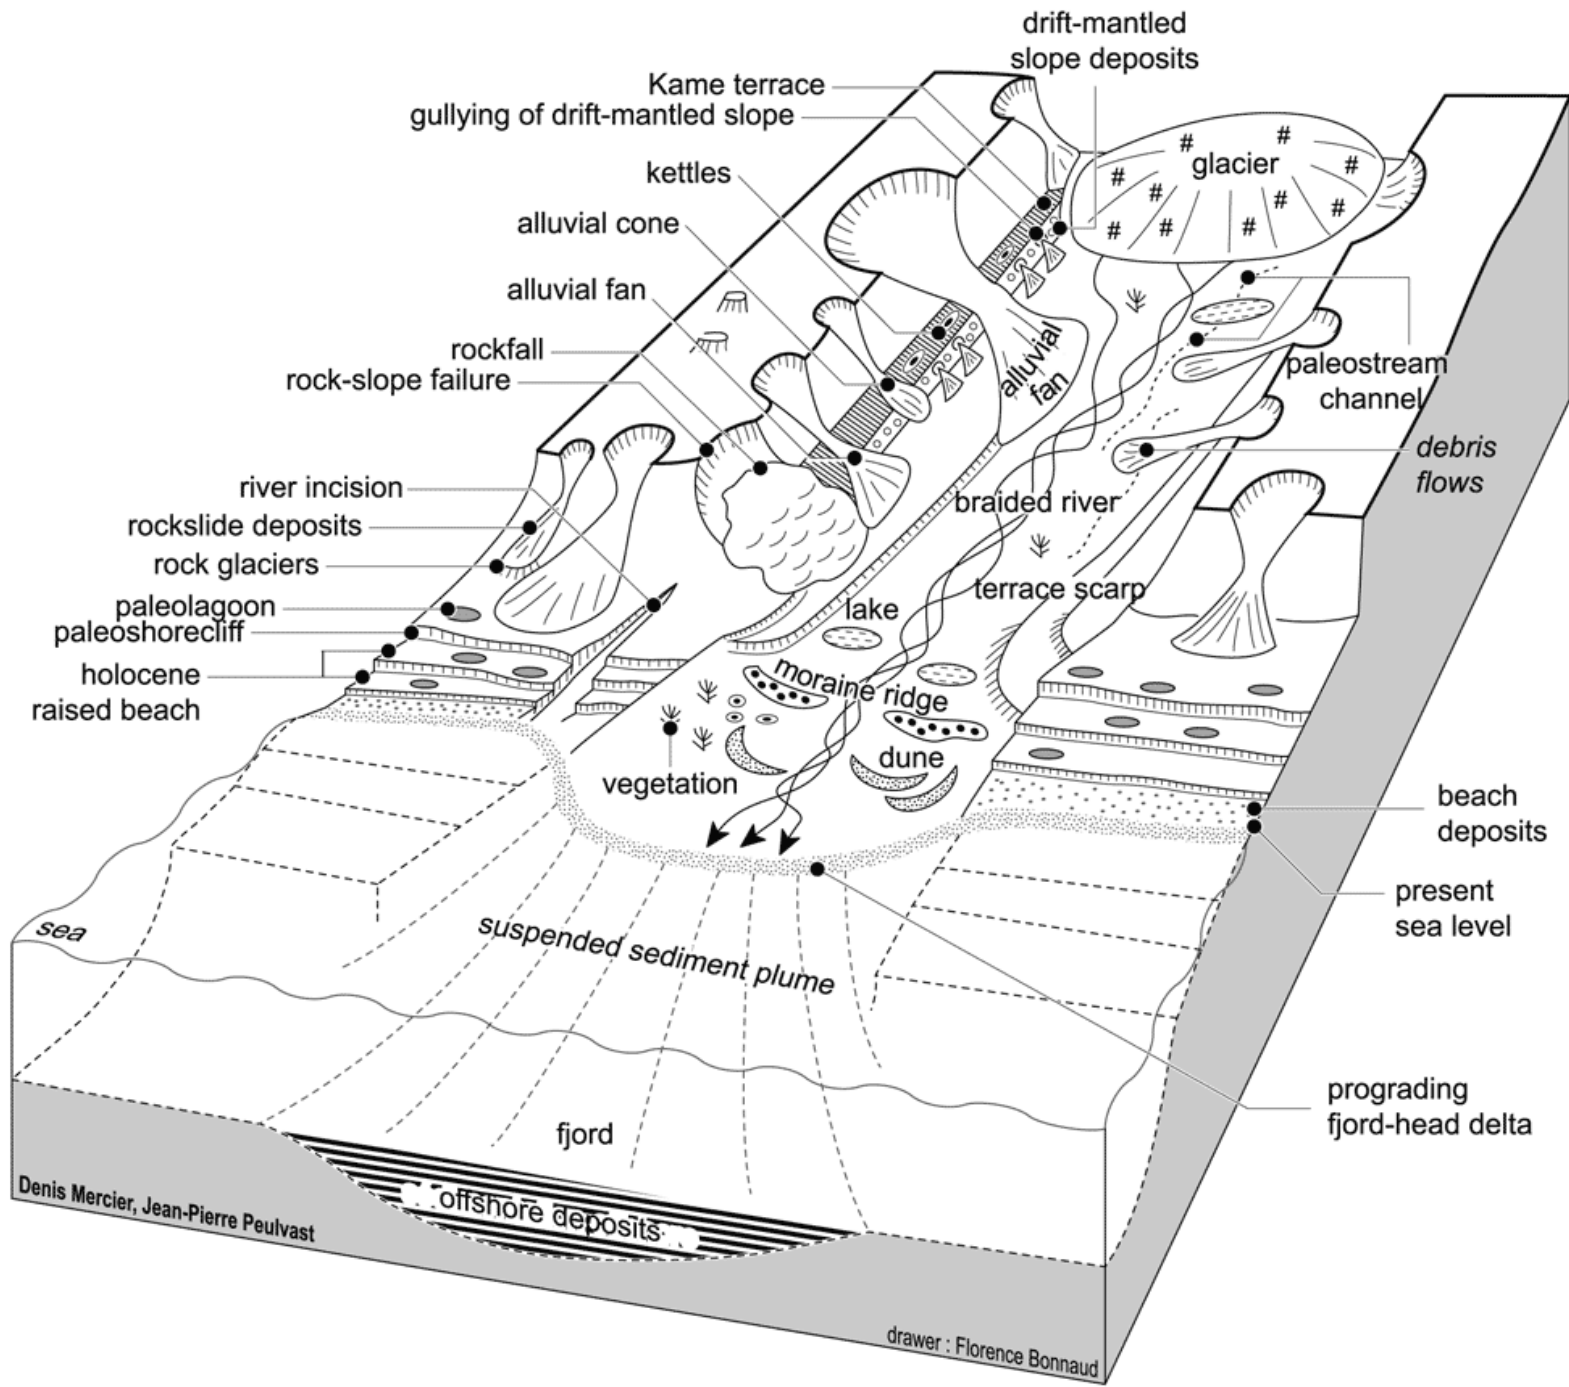 drift-mantled
slope deposits
Kame terrace
gullying of drift-mantled slope
kettles
glacier
alluvial cone
alluvial fan
rockfall
rock-slope failure
alluvial
fan
paleostream
channel
debris
flows
river incision
rockslide deposits
rock glaciers
braided river
terrace scarp
lake
paleolagoon
paleoshorecliff
holocene
raised beach
moraine ridge
dune
vegetation
beach
deposits
present
sea level
sea
suspended sediment plume
prograding
fjord-head delta
fjord
offshore deposits
Denis Mercier, Jean-Pierre Peulvast
drawer : Florence Bonnaud
# # # # # # # # # #